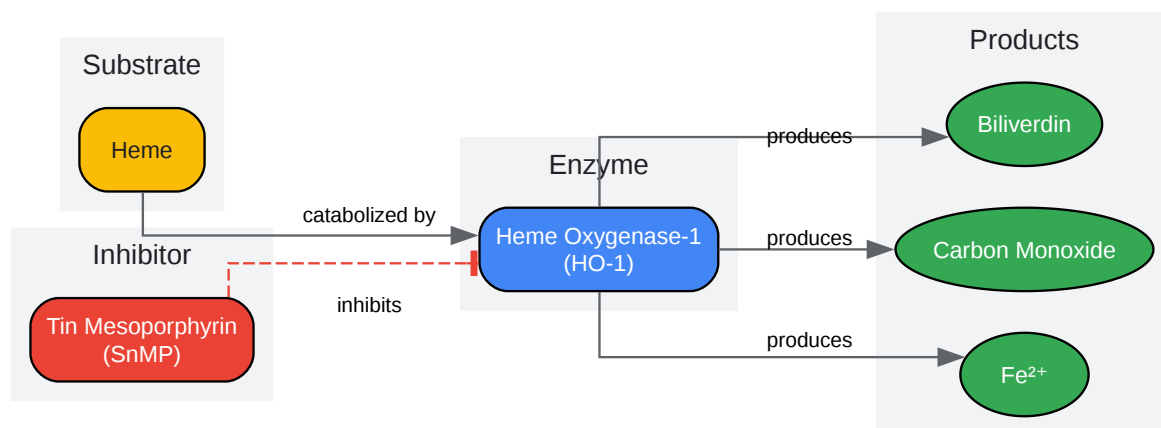 Substrate
Heme
Inhibitor
Tin Mesoporphyrin
(SnMP)
catabolized by
inhibits
Enzyme
Heme Oxygenase-1
(HO-1)
produces
produces
produces
Products
Biliverdin
Carbon Monoxide
Fe²⁺